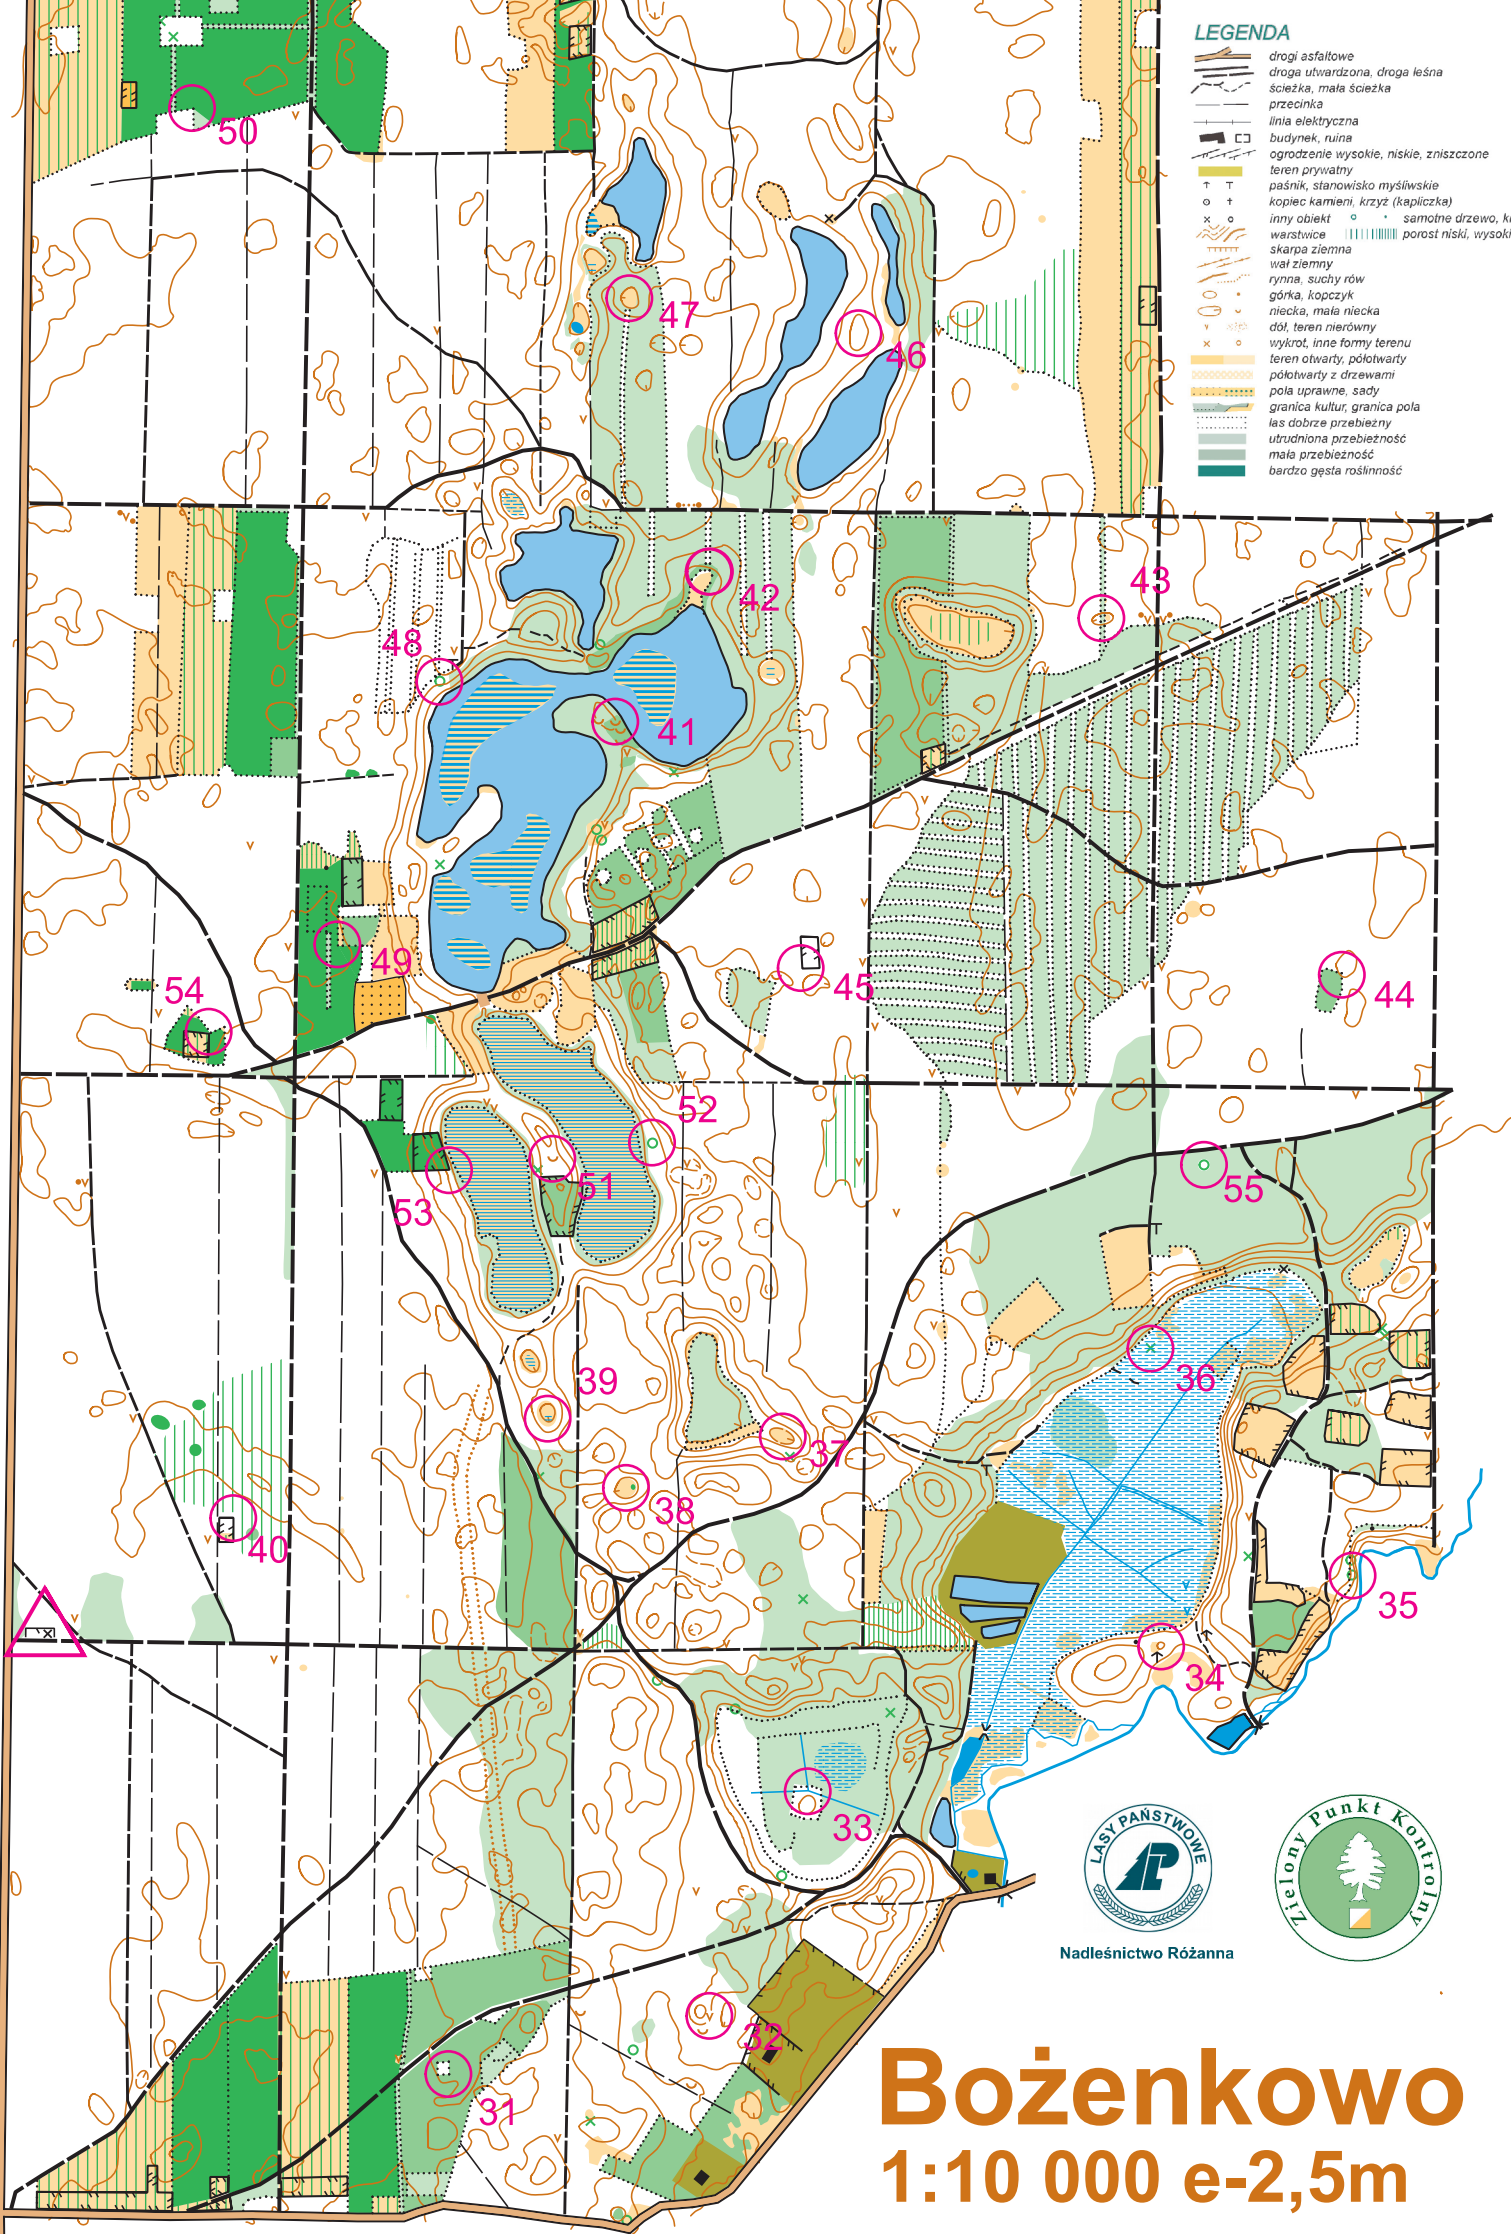 LEGENDA
drogi asfaltowe
droga utwardzona, droga leśna
ścieżka, mała ścieżka
przecinka
linia elektryczna
budynek, ruina
ogrodzenie wysokie, niskie, zniszczone
teren prywatny
paśnik, stanowisko myśliwskie
kopiec kamieni, krzyż (kapliczka)
inny obiekt samotne drzewo, k
warstwice porost niski, wysok
skarpa ziemna
wał ziemny
rynna, suchy rów
górka, kopczyk
niecka, mała niecka
dół, teren nierówny
wykrot, inne formy terenu
teren otwarty, półotwarty
półotwarty z drzewami
pola uprawne, sady
granica kultur, granica pola
las dobrze przebieżny
utrudniona przebieżność
mała przebieżność
bardzo gęsta roślinność
50
47
46
42
43
48
41
49
45
44
54
52
51
53
55
39
36
37
38
40
35
34
33
32
31
LASY PAŃSTWOWE
Nadleśnictwo Różanna
Zielony Punkt Kontrolny
Bożenkowo
1:10 000 e-2,5m